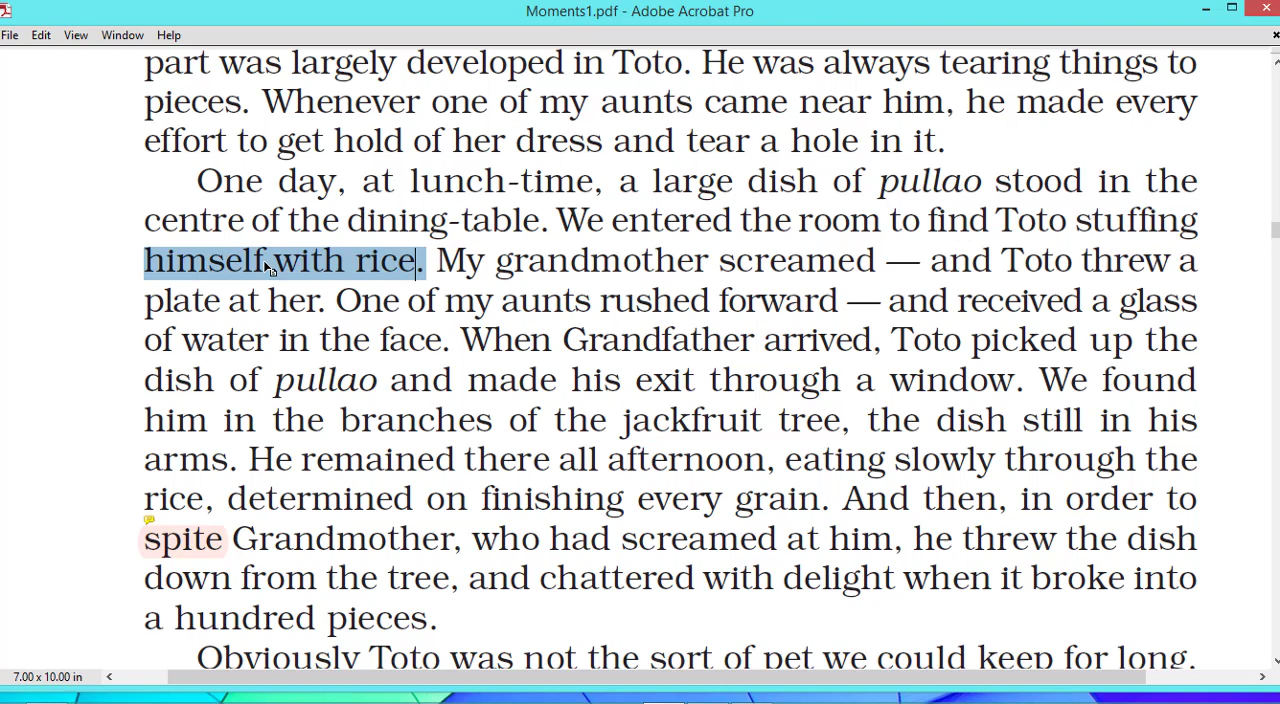 Moments1.pdf - Adobe Acrobat Pro
File Edit View Window Help
part was largely developed in Toto. He was always tearing things to
pieces. Whenever one of my aunts came near him, he made every
effort to get hold of her dress and tear a hole in it.
One day, at lunch-time, a large dish of pullao stood in the
centre of the dining-table. We entered the room to find Toto stuffing
himself with rice. My grandmother screamed — and Toto threw a
plate at her. One of my aunts rushed forward — and received a glass
of water in the face. When Grandfather arrived, Toto picked up the
dish of pullao and made his exit through a window. We found
him in the branches of the jackfruit tree, the dish still in his
arms. He remained there all afternoon, eating slowly through the
rice, determined on finishing every grain. And then, in order to
spite Grandmother, who had screamed at him, he threw the dish
down from the tree, and chattered with delight when it broke into
a hundred pieces.
Obviously Toto was not the sort of pet we could keep for long.
7.00 x 10.00 in